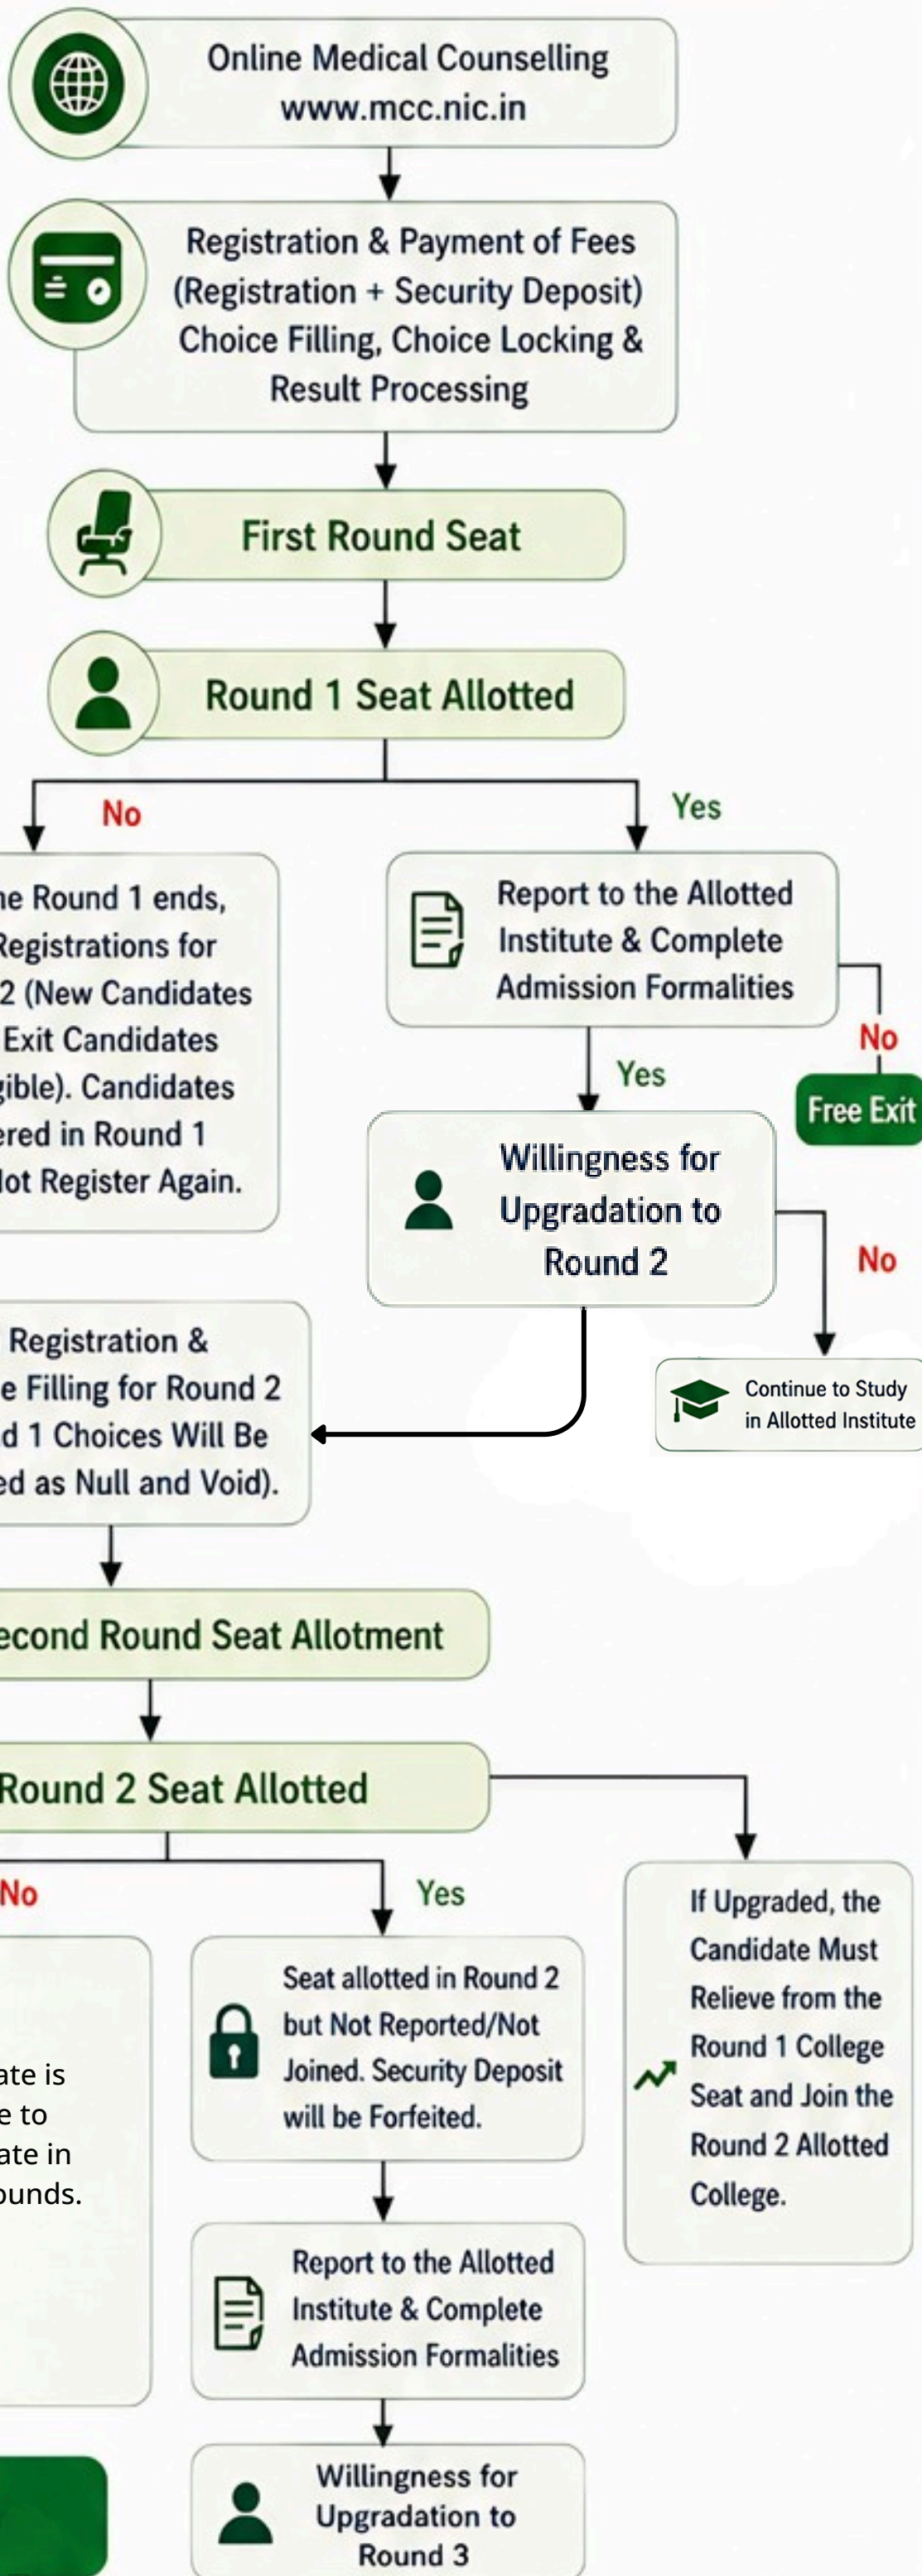 Online Medical Counselling
www.mcc.nic.in
Registration & Payment of Fees
(Registration + Security Deposit)
Choice Filling, Choice Locking &
Result Processing
First Round Seat
Round 1 Seat Allotted
No
Yes
Round 1 ends,
Registrations for
2 (New Candidates
Exit Candidates
Candidates
in Round 1
Register Again.
Report to the Allotted
Institute & Complete
Admission Formalities
No
Free Exit
Yes
Willingness for
Upgradation to
Round 2
No
Continue to Study
in Allotted Institute
Registration &
Filling for Round 2
1 Choices Will Be
as Null and Void).
Round Seat Allotment
Round 2 Seat Allotted
No
Yes
If Upgraded, the
Candidate Must
Relieve from the
Round 1 College
Seat and Join the
Round 2 Allotted
College.
Seat allotted in Round 2
but Not Reported/Not
Joined. Security Deposit
will be Forfeited.
is
to
in
Report to the Allotted
Institute & Complete
Admission Formalities
Willingness for
Upgradation to
Round 3